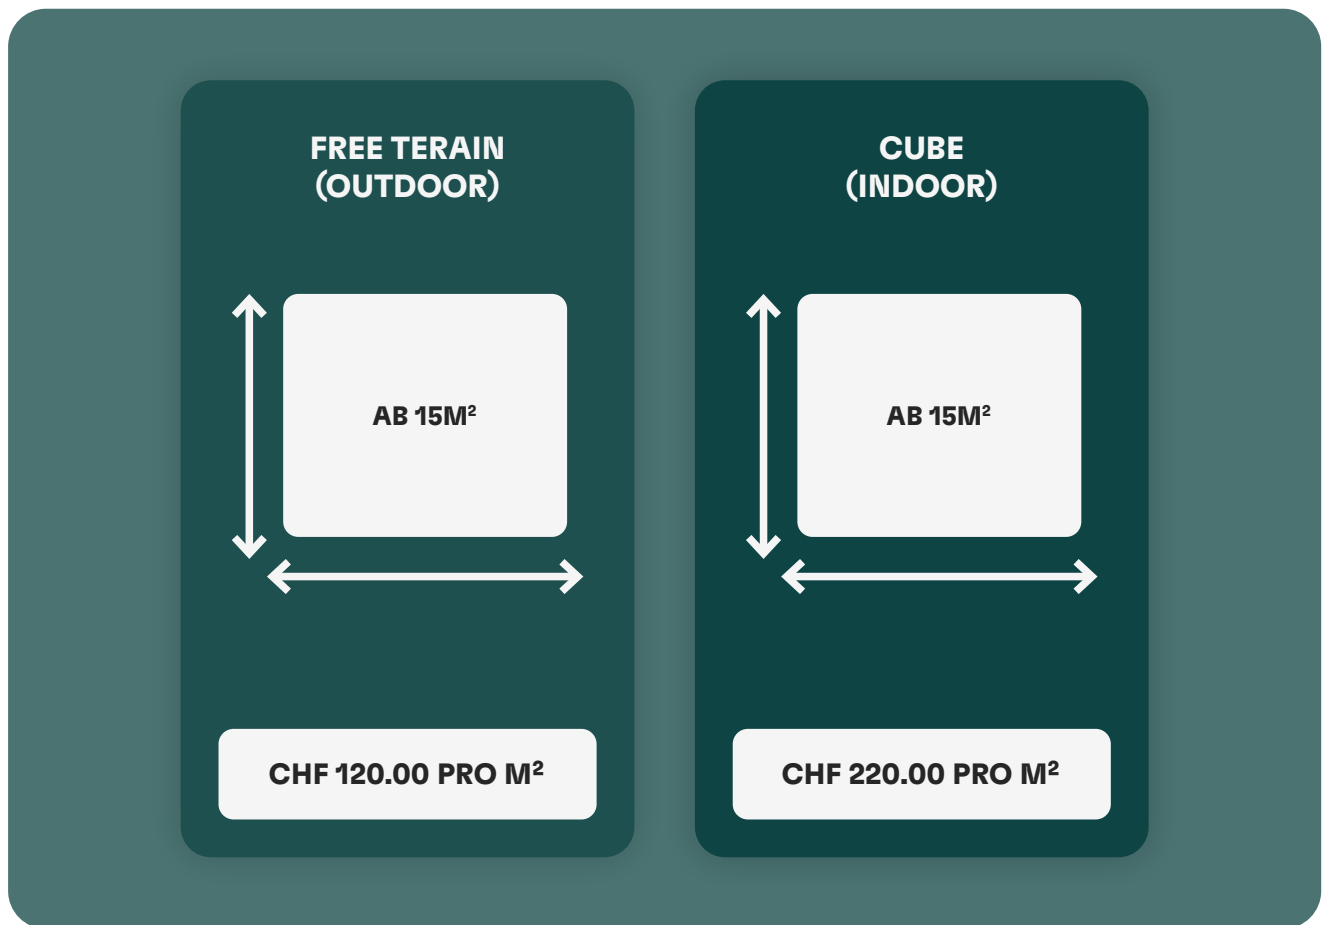 FREE TERAIN
(OUTDOOR)
AB 15M²
CHF 120.00 PRO M²
CUBE
(INDOOR)
AB 15M²
CHF 220.00 PRO M²